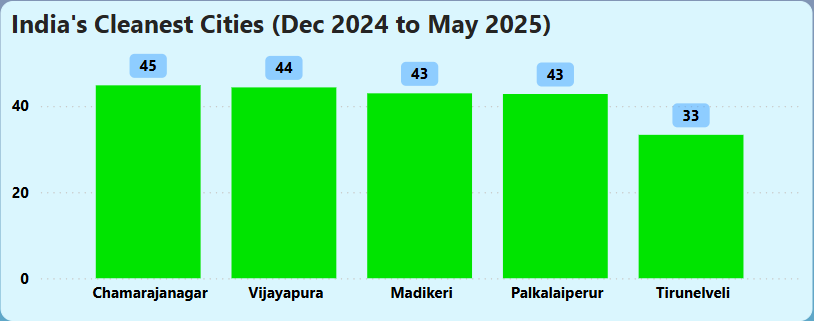 India's Cleanest Cities (Dec 2024 to May 2025)
45 44 43 43 33
40
20
0
Chamarajanagar Vijayapura Madikeri Palkalaiperur Tirunelveli